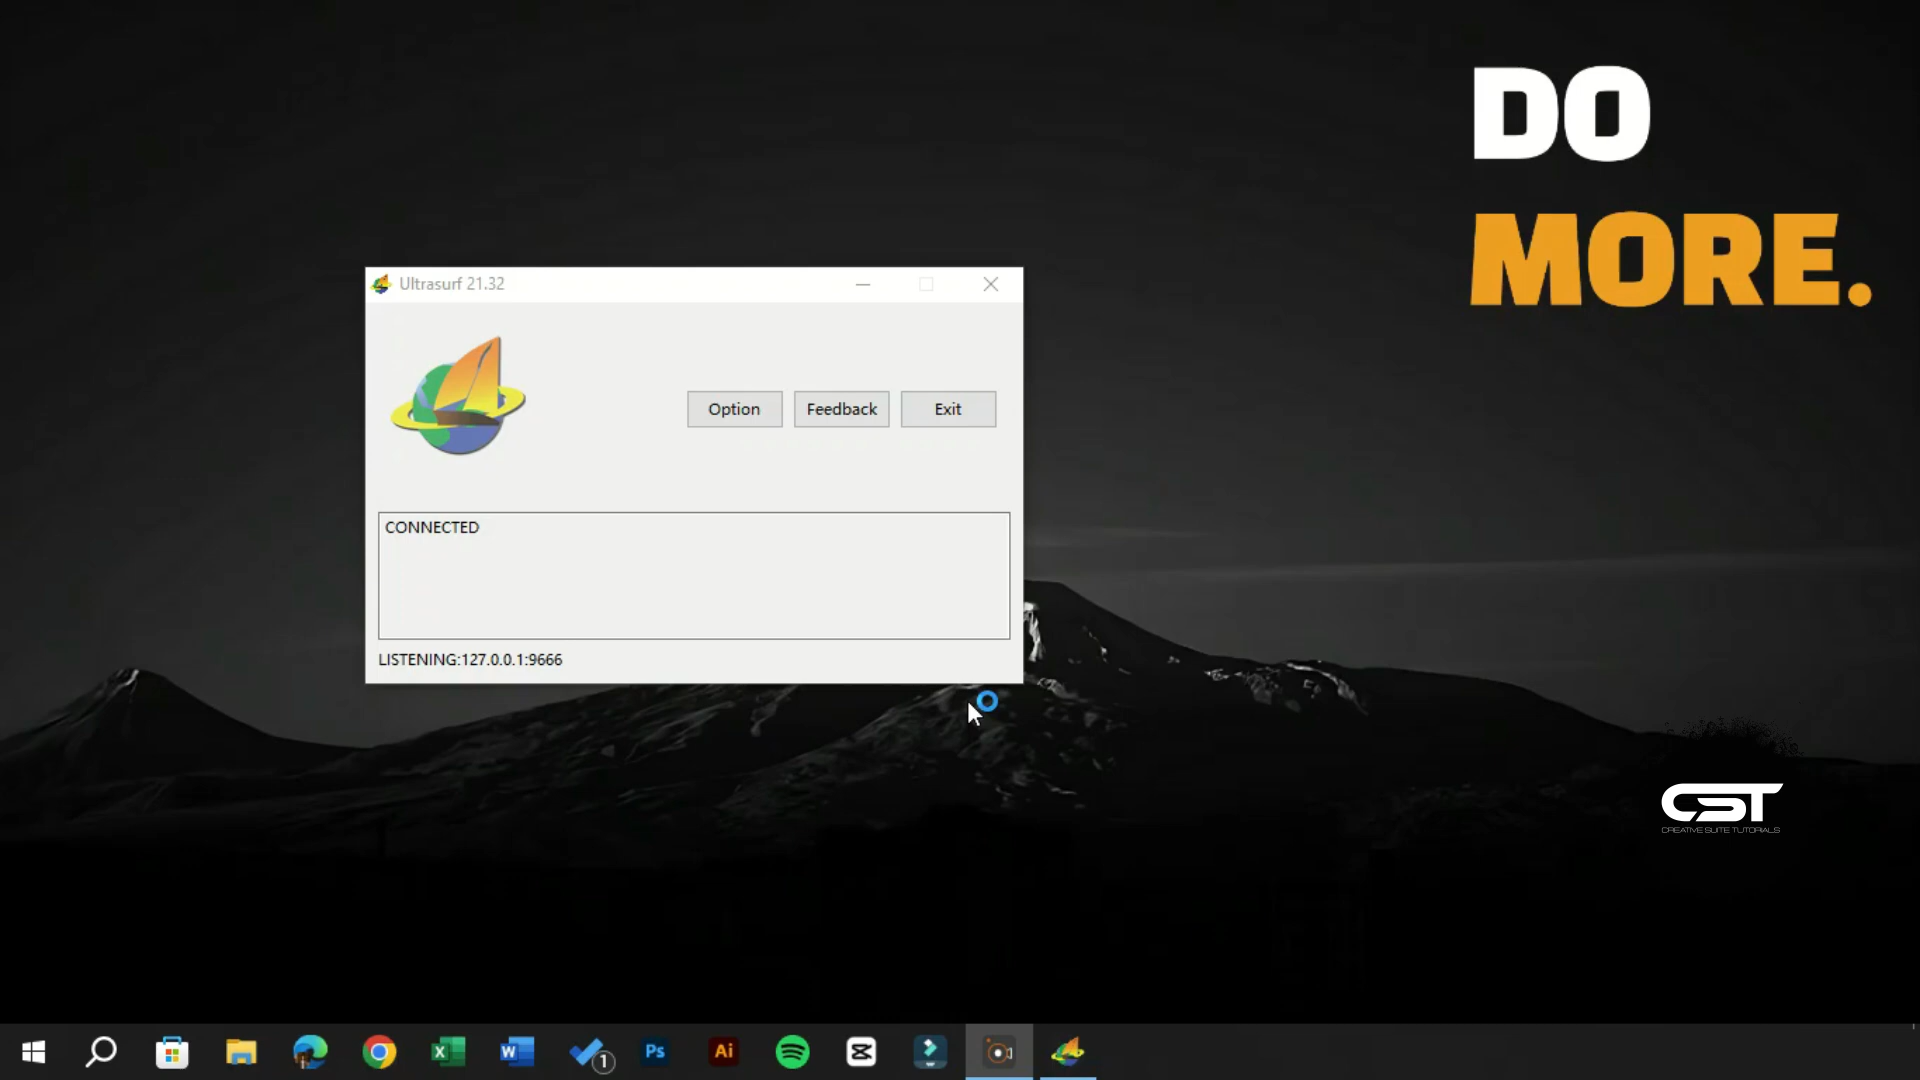 DO
MORE.
Ultrasurf 21.32
Option
Feedback
Exit
CONNECTED
LISTENING:127.0.0.1:9666
CST
CREATIVE SUITE TUTORIALS
X
W
1
Ps
Ai